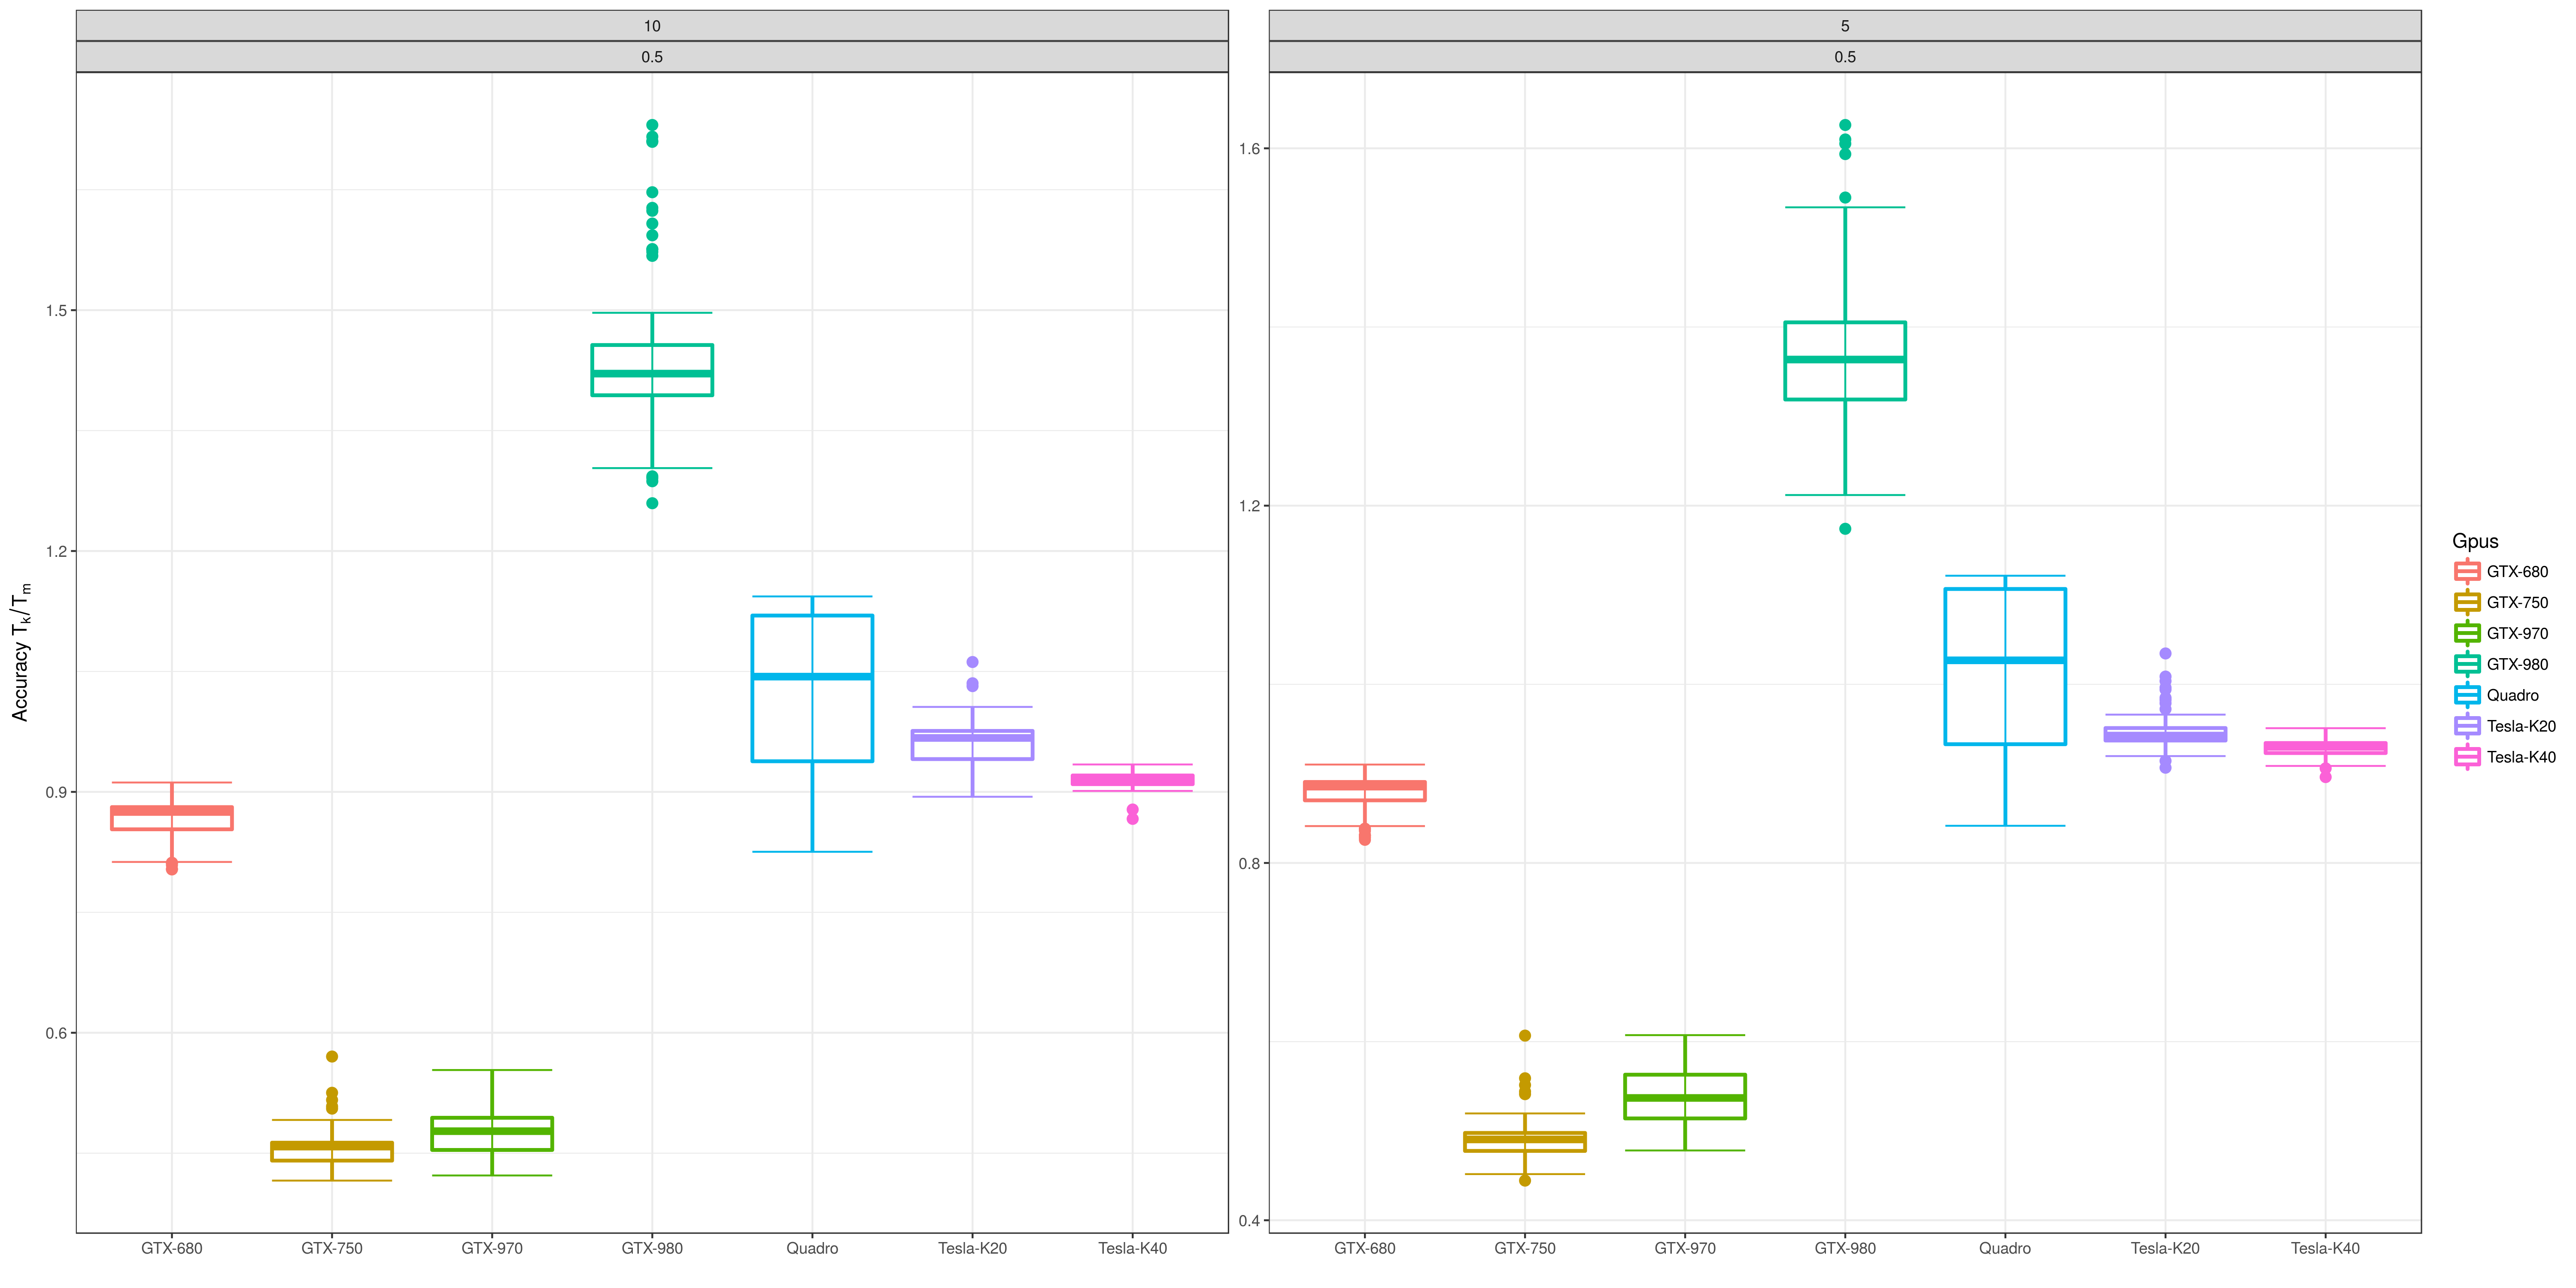 10
0.5
5
0.5
1.5
1.2
0.9
0.6
1.6
1.2
0.8
0.4
Accuracy Tk/Tm
GTX-680 GTX-750 GTX-970 GTX-980 Quadro Tesla-K20 Tesla-K40
GTX-680 GTX-750 GTX-970 GTX-980 Quadro Tesla-K20 Tesla-K40
Gpus
GTX-680
GTX-750
GTX-970
GTX-980
Quadro
Tesla-K20
Tesla-K40